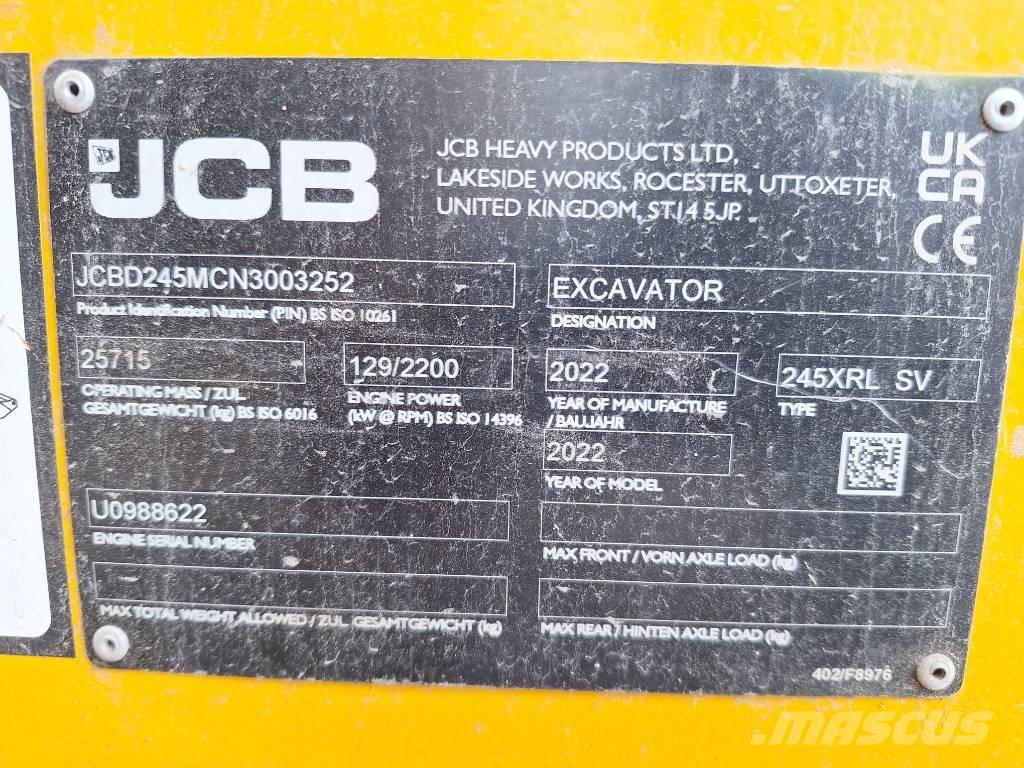 JCB
JCB HEAVY PRODUCTS LTD,
LAKESIDE WORKS, ROCESTER, UTTOXETER,
UNITED KINGDOM, ST14 5JP.
UK
CA
CE
JCBD245MCN3003252
Product Identification Number (PIN) BS ISO 10261
EXCAVATOR
DESIGNATION
25715
OPERATING MASS / ZUL
GESAMTGEWICHT (kg) BS ISO 6016
129/2200
ENGINE POWER
(kW @ RPM) BS ISO 14396
2022
YEAR OF MANUFACTURE
/ BAUJAHR
245XRL SV
TYPE
2022
YEAR OF MODEL
U0988622
ENGINE SERIAL NUMBER
MAX FRONT / VORN AXLE LOAD (kg)
MAX TOTAL WEIGHT ALLOWED / ZUL GESAMTGEWICHT (kg)
MAX REAR / HINTEN AXLE LOAD (kg)
402/F8976
MASCUS